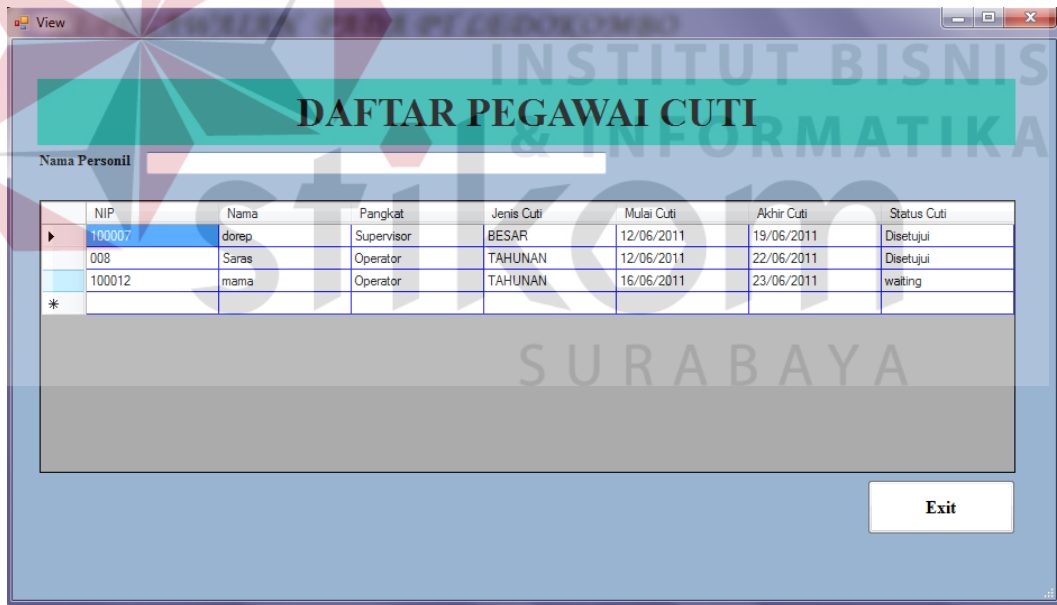 View
INSTITUT BISNIS
DAFTAR PEGAWAI CUTI
& INFORMATIKA
Nama Personil
stikom
NIP Nama Pangkat Jenis Cuti Mulai Cuti Akhir Cuti Status Cuti
100007 dorep Supervisor BESAR 12/06/2011 19/06/2011 Disetujui
008 Saras Operator TAHUNAN 12/06/2011 22/06/2011 Disetujui
100012 mama Operator TAHUNAN 16/06/2011 23/06/2011 waiting
SURABAYA
Exit